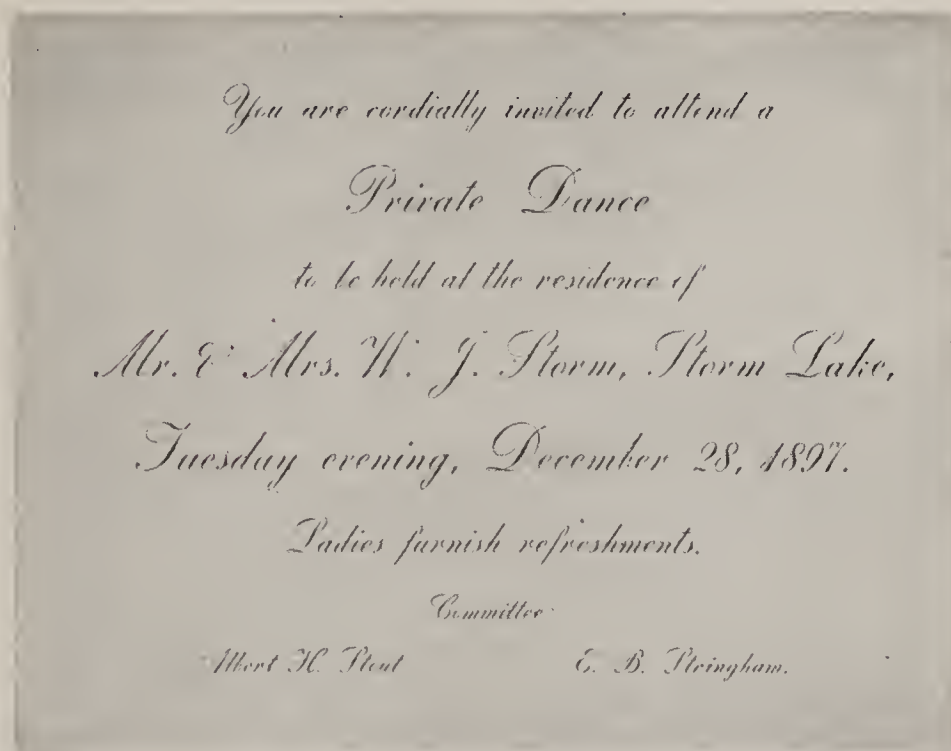 You are cordially invited to attend a
Private Dance
to be held at the residence of
Mr. & Mrs. W. J. Storm, Storm Lake,
Tuesday evening, December 28, 1897.
Ladies furnish refreshments.
Committee
Albert H. Stout E. B. Stringham.